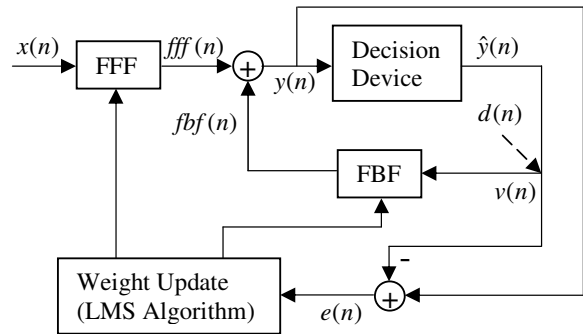 x(n)
FFF
fff(n)
+
y(n)
Decision
Device
ŷ(n)
fbf(n)
d(n)
FBF
v(n)
-
Weight Update
(LMS Algorithm)
e(n)
+